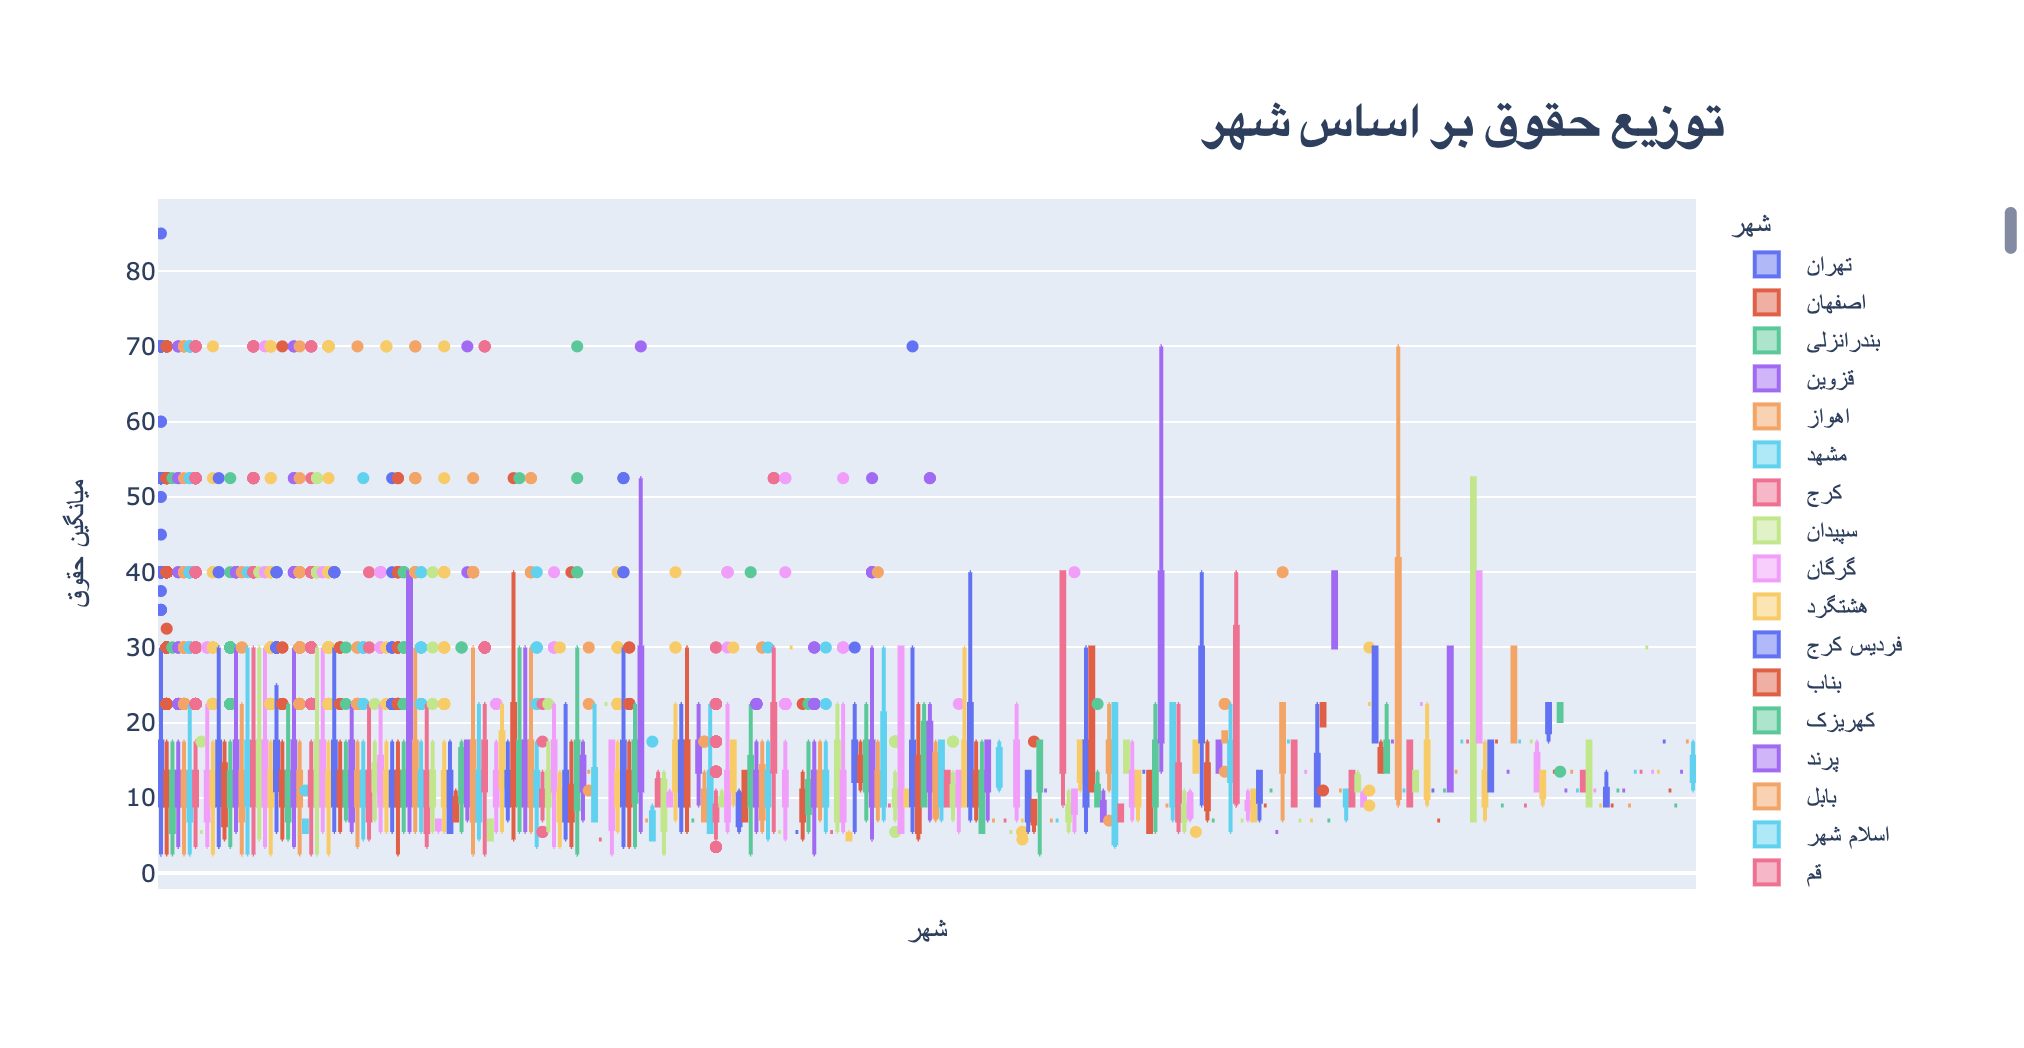 توزیع حقوق بر اساس شهر
میانگین حقوق
80
70
60
50
40
30
20
10
0
شهر
شهر
تهران
اصفهان
بندرانزلی
قزوین
اهواز
مشهد
کرج
سپیدان
گرگان
هشتگرد
فردیس کرج
بناب
کهریزک
پرند
بابل
اسلام شهر
قم